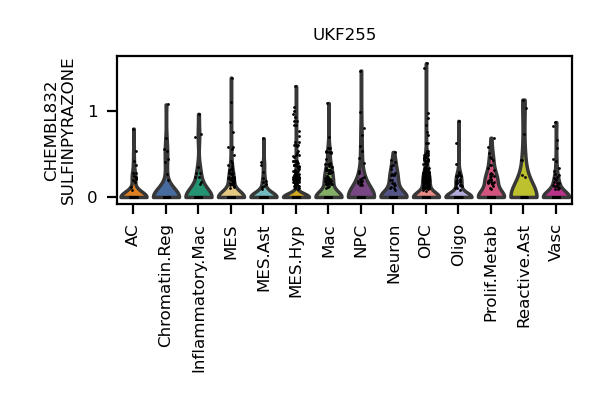 UKF255
CHEMBL832
SULFINPYRAZONE
1
0
AC
Chromatin.Reg
Inflammatory.Mac
MES
MES.Ast
MES.Hyp
Mac
NPC
Neuron
OPC
Oligo
Prolif.Metab
Reactive.Ast
Vasc